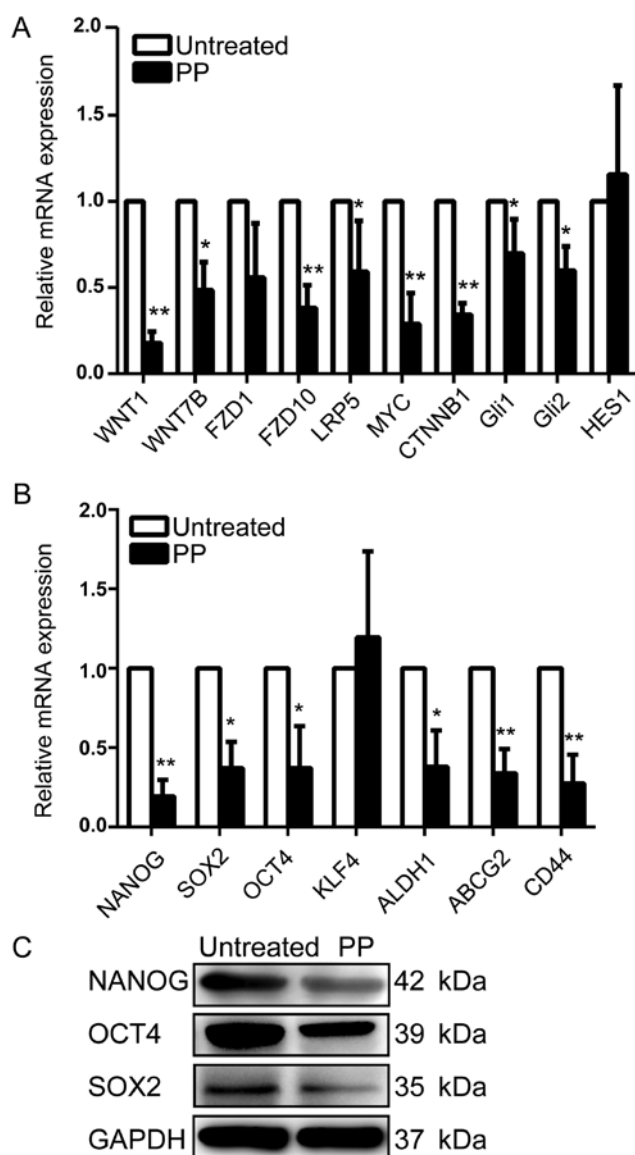 A
Relative mRNA expression
2.0
1.5
1.0
0.5
0.0
Untreated
PP
**
*
**
*
**
**
*
*
WNT1
WNT7B
FZD1
FZD10
LRP5
MYC
CTNNB1
Gli1
Gli2
HES1
B
Relative mRNA expression
2.0
1.5
1.0
0.5
0.0
Untreated
PP
**
*
*
*
**
**
NANOG
SOX2
OCT4
KLF4
ALDH1
ABCG2
CD44
C
Untreated PP
NANOG 42 kDa
OCT4 39 kDa
SOX2 35 kDa
GAPDH 37 kDa